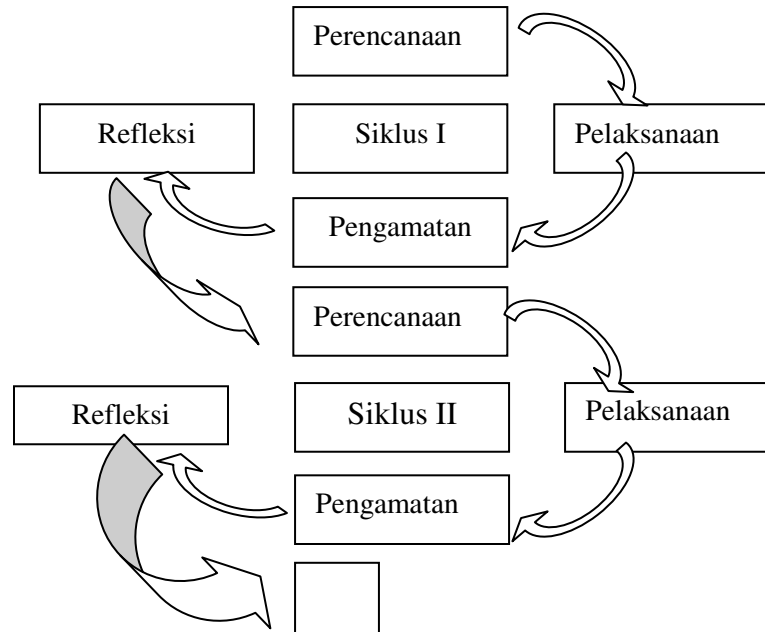 Perencanaan
Refleksi
Siklus I
Pelaksanaan
Pengamatan
Perencanaan
Refleksi
Siklus II
Pelaksanaan
Pengamatan